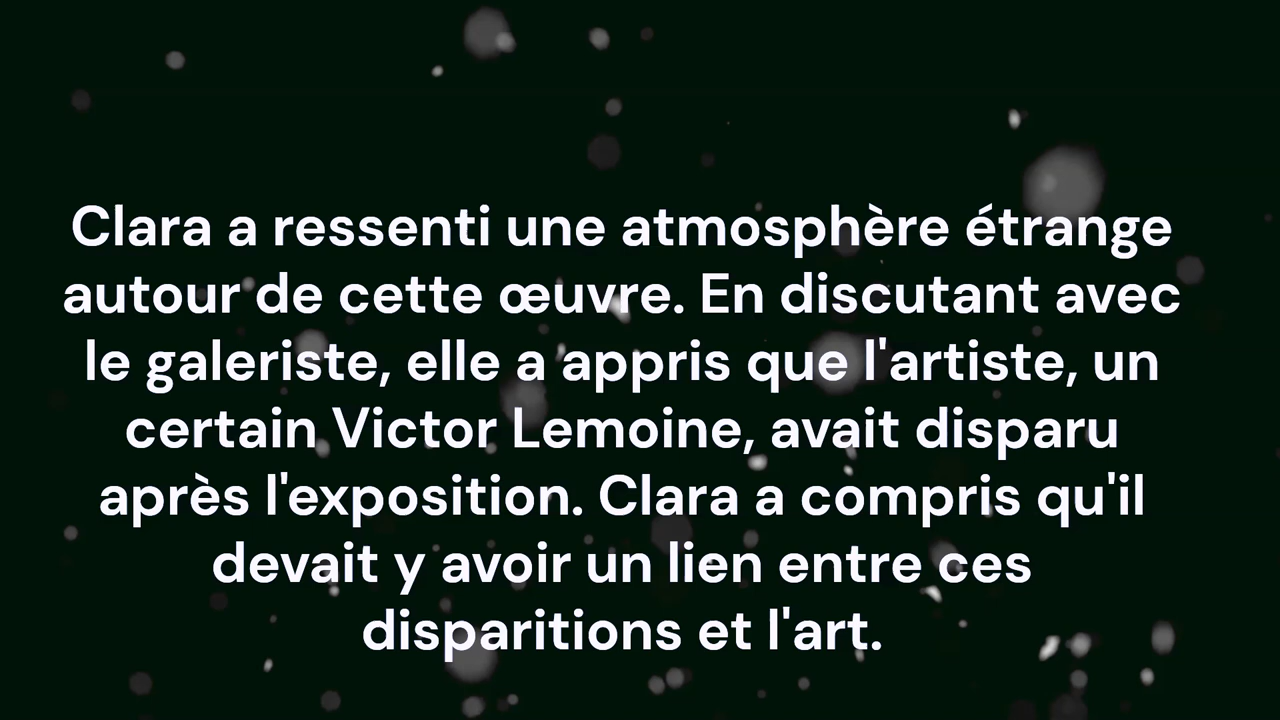 Clara a ressenti une atmosphère étrange
autour de cette œuvre. En discutant avec
le galeriste, elle a appris que l'artiste, un
certain Victor Lemoine, avait disparu
après l'exposition. Clara a compris qu'il
devait y avoir un lien entre ces
disparitions et l'art.